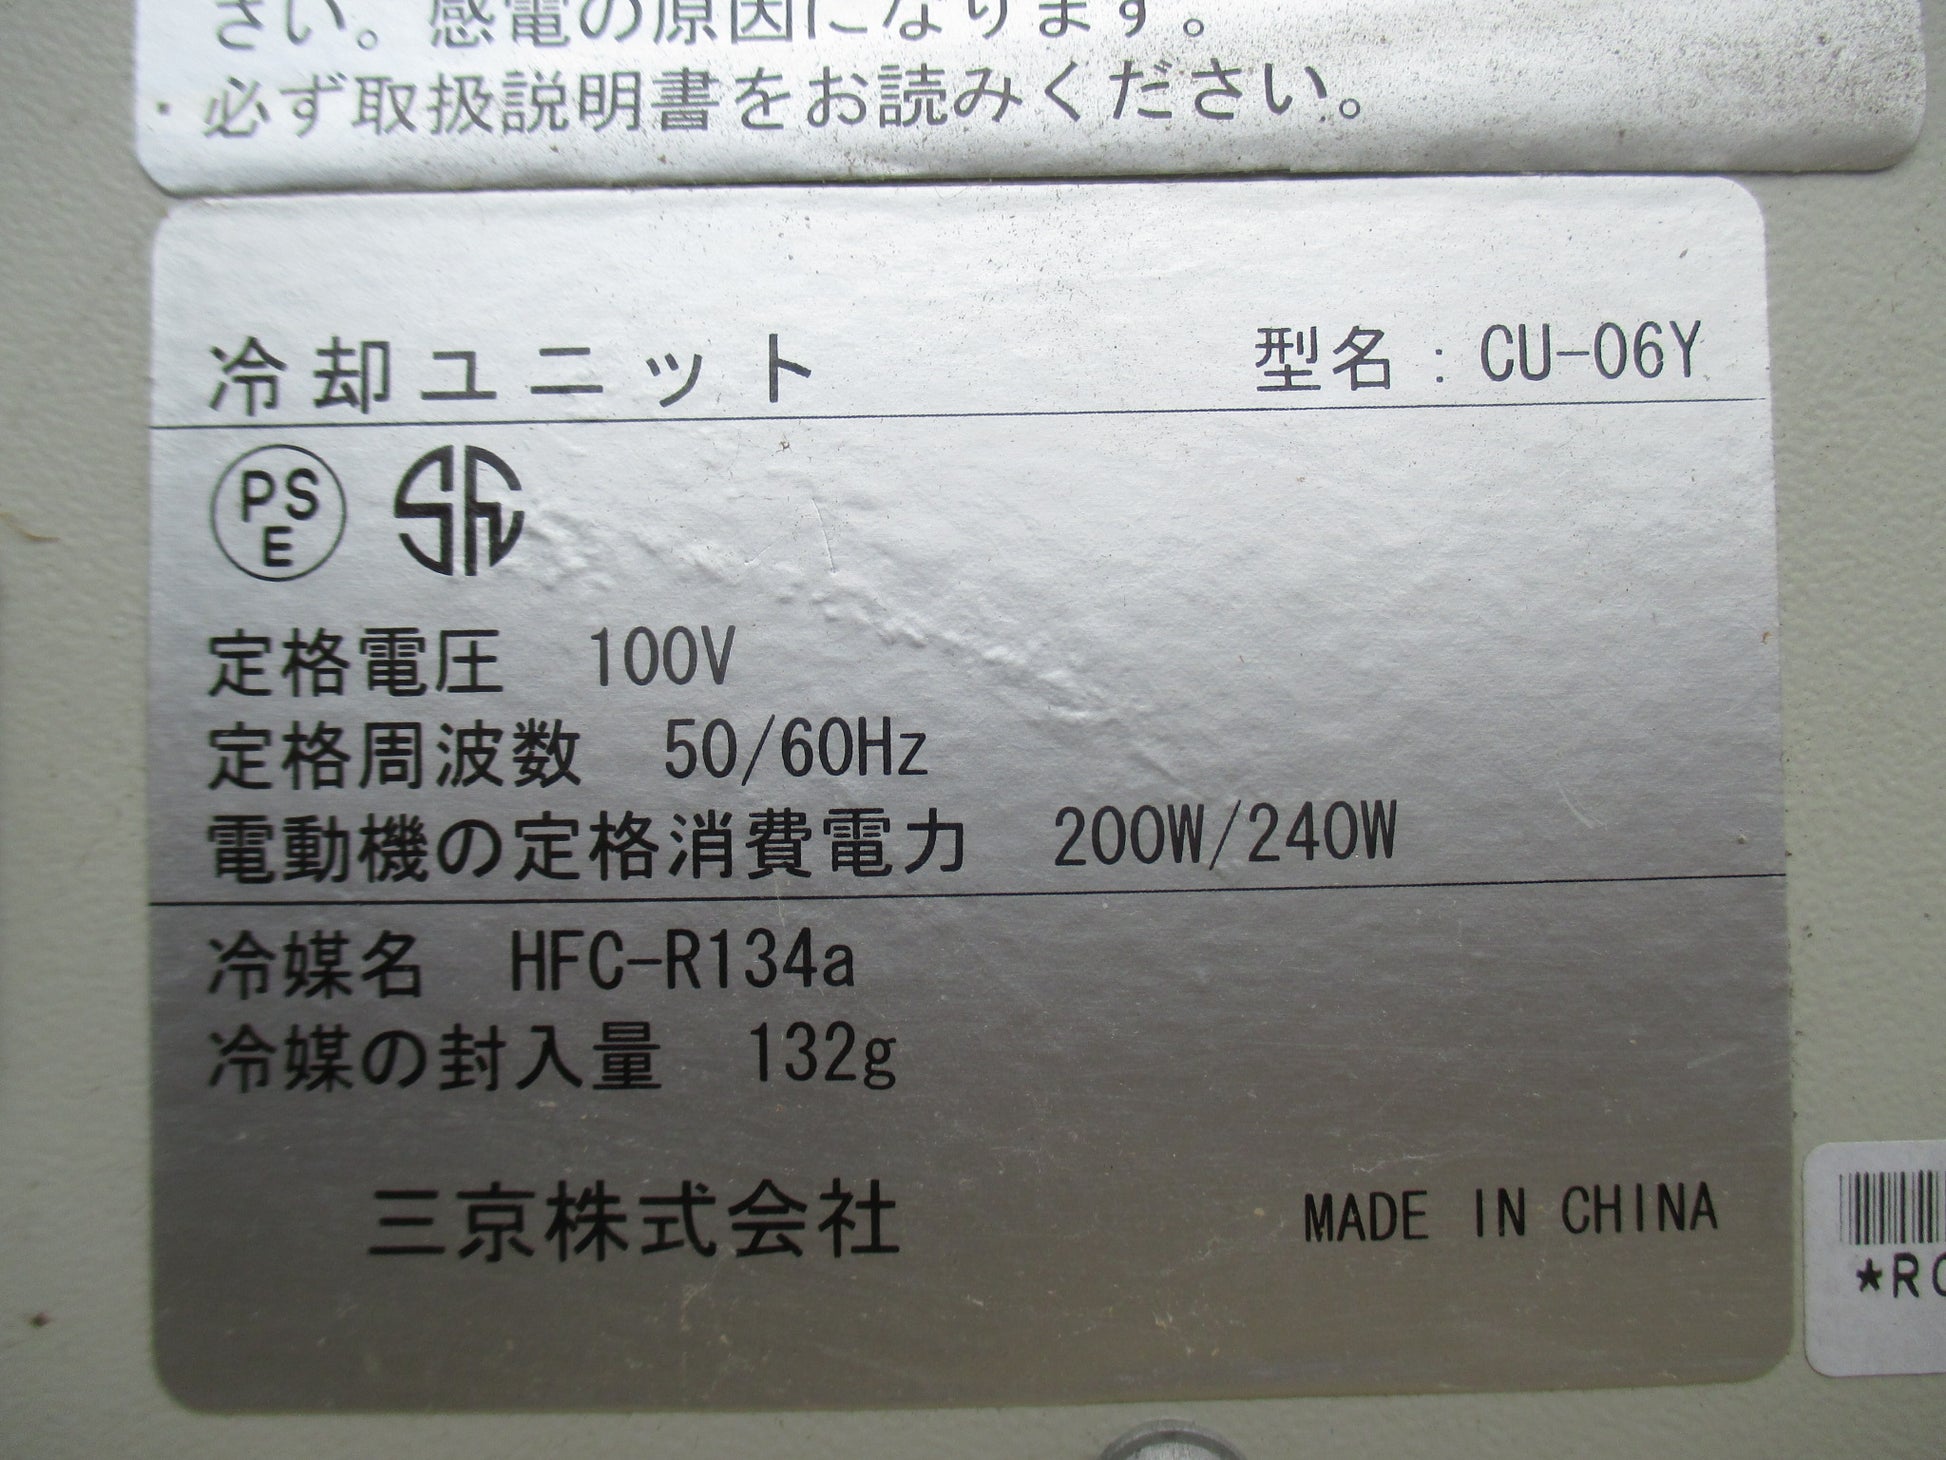 さい。感電の原因になります。
・必ず取扱説明書をお読みください。
冷却ユニット 型名：CU-06Y
PSE
定格電圧 100V
定格周波数 50/60Hz
電動機の定格消費電力 200W/240W
冷媒名 HFC-R134a
冷媒の封入量 132g
三京株式会社 MADE IN CHINA